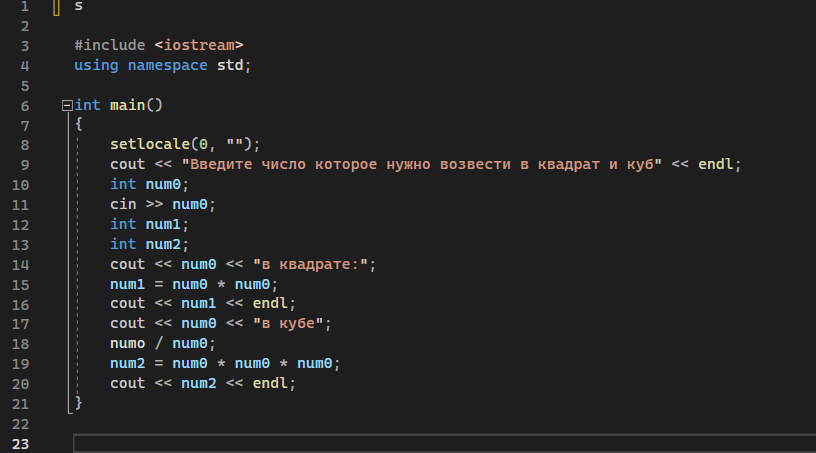 1 s
2
3 #include <iostream>
4 using namespace std;
5
6 int main()
7 {
8 setlocale(0, "");
9 cout << "Введите число которое нужно возвести в квадрат и куб" << endl;
10 int num0;
11 cin >> num0;
12 int num1;
13 int num2;
14 cout << num0 << "в квадрате:";
15 num1 = num0 * num0;
16 cout << num1 << endl;
17 cout << num0 << "в кубе";
18 numo / num0;
19 num2 = num0 * num0 * num0;
20 cout << num2 << endl;
21 }
22
23